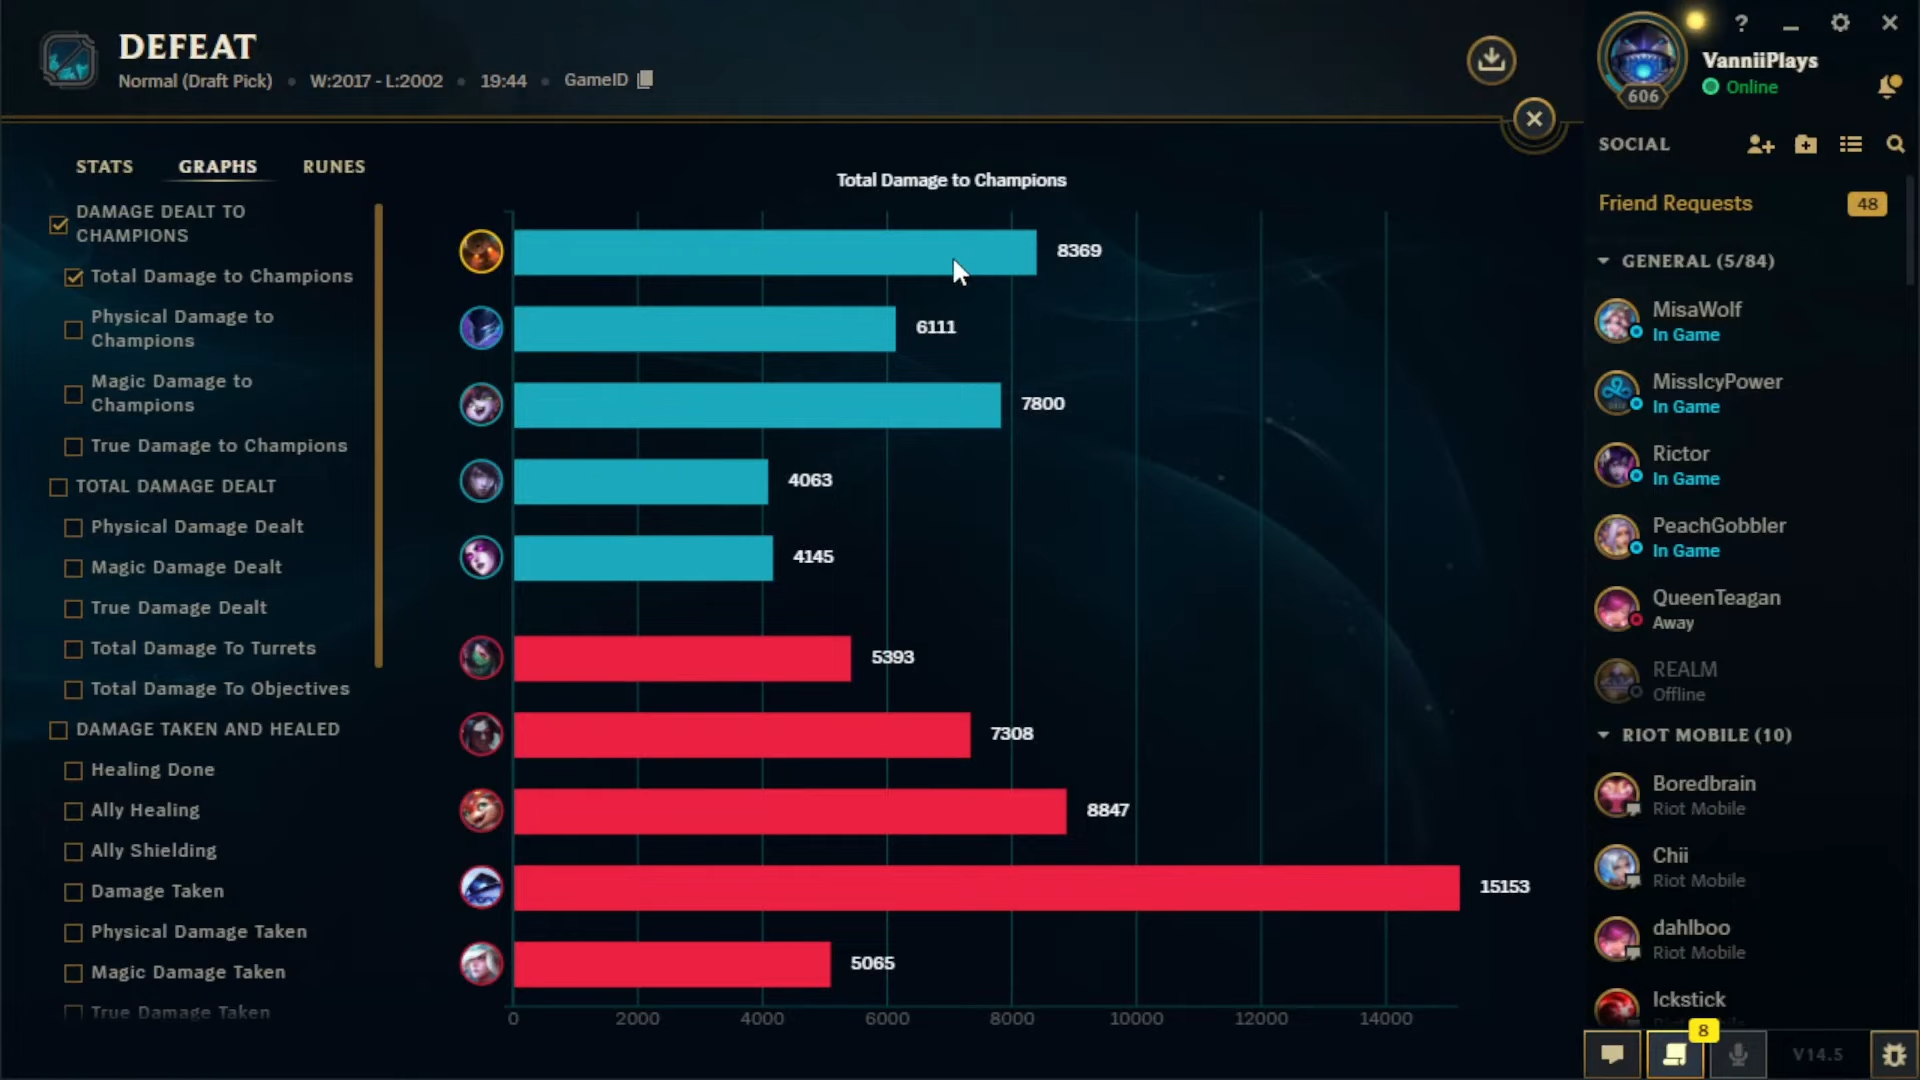 DEFEAT
Normal (Draft Pick) • W:2017 - L:2002 • 19:44 • GameID
?
606
VanniiPlays
Online
SOCIAL
Friend Requests 48
GENERAL (5/84)
MisaWolf
In Game
MissIcyPower
In Game
Rictor
In Game
PeachGobbler
In Game
QueenTeagan
Away
REALM
Offline
RIOT MOBILE (10)
Boredbrain
Riot Mobile
Chii
Riot Mobile
dahlboo
Riot Mobile
Ickstick
8
V14.5
STATS GRAPHS RUNES
DAMAGE DEALT TO
CHAMPIONS
Total Damage to Champions
Physical Damage to
Champions
Magic Damage to
Champions
True Damage to Champions
TOTAL DAMAGE DEALT
Physical Damage Dealt
Magic Damage Dealt
True Damage Dealt
Total Damage To Turrets
Total Damage To Objectives
DAMAGE TAKEN AND HEALED
Healing Done
Ally Healing
Ally Shielding
Damage Taken
Physical Damage Taken
Magic Damage Taken
True Damage Taken
Total Damage to Champions
8369
6111
7800
4063
4145
5393
7308
8847
15153
5065
0 2000 4000 6000 8000 10000 12000 14000